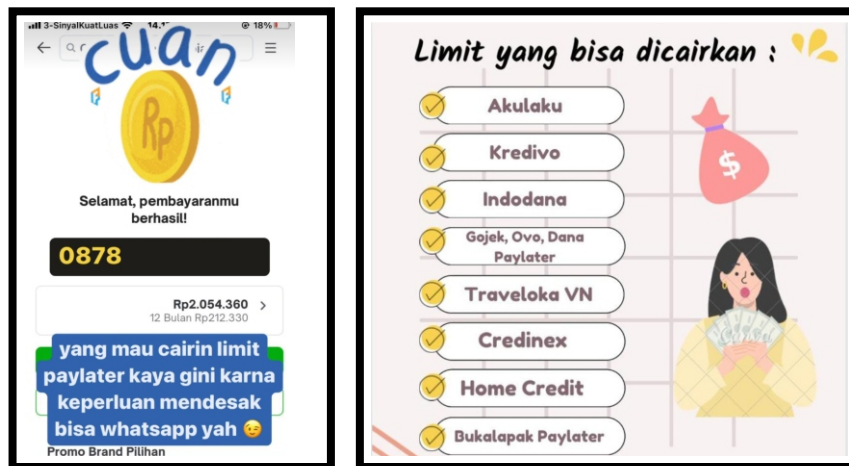 3-SinyalKuatLuas 14.1 18%
cuan
Rp
Selamat, pembayaranmu
berhasil!
0878
Rp2.054.360
12 Bulan Rp212.330
yang mau cairin limit
paylater kaya gini karna
keperluan mendesak
bisa whatsapp yah 😉
Promo Brand Pilihan
Limit yang bisa dicairkan :
Akulaku
Kredivo
Indodana
$
Gojek, Ovo, Dana
Paylater
Traveloka VN
Credinex
Home Credit
Bukalapak Paylater